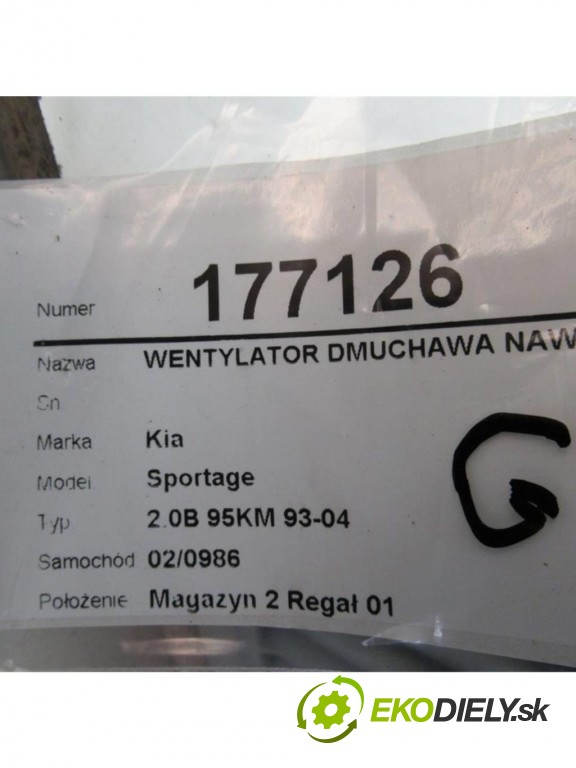 Numer 177126
Nazwa WENTYLATOR DMUCHAWA NAW
Sn
Marka Kia
Model Sportage
Typ 2.0B 95KM 93-04
Samochód 02/0986
Położenie Magazyn 2 Regał 01
G
EKODIELY.sk